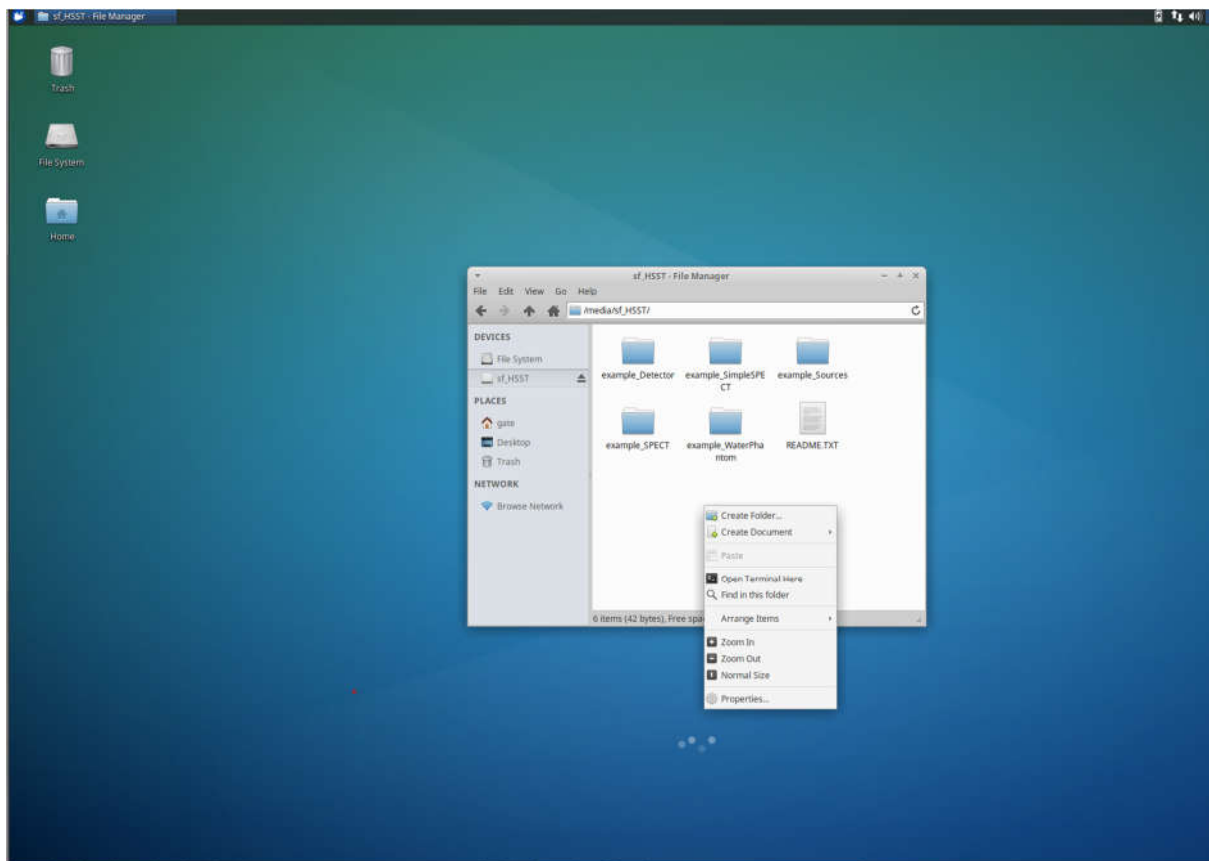 sf_HSST - File Manager
Trash
File System
Home
sf_HSST - File Manager
File Edit View Go Help
/media/sf_HSST/
DEVICES
File System
sf_HSST
PLACES
gate
Desktop
Trash
NETWORK
Browse Network
example_Detector example_SimpleSPE example_Sources
CT
example_SPECT example_WaterPha README.TXT
ntom
6 items (42 bytes), Free spa
Create Folder...
Create Document
Paste
Open Terminal Here
Find in this folder
Arrange Items
Zoom In
Zoom Out
Normal Size
Properties...